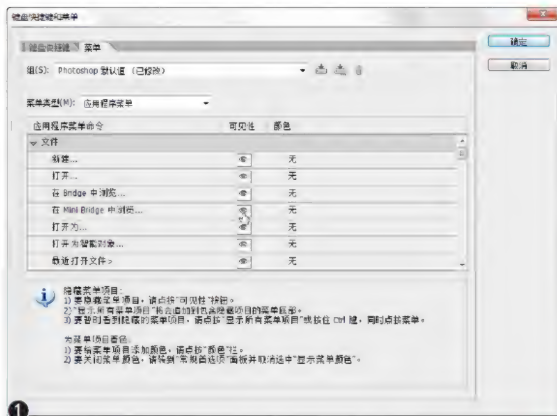 键盘快捷键和菜单
键盘快捷键 菜单
确定
取消
组(S): Photoshop 默认值 (已修改)
菜单类型(M): 应用程序菜单
应用程序菜单命令 可见性 颜色
文件
新建... 无
打开... 无
在 Bridge 中浏览... 无
在 Mini Bridge 中浏览... 无
打开为... 无
打开为智能对象... 无
最近打开文件> 无
隐藏菜单项目:
1) 要隐藏菜单项目，请点按“可见性”按钮。
2)“显示所有菜单项目”将会追加到包含隐藏项目的菜单底部。
3) 要暂时看到隐藏的菜单项目，请点按“显示所有菜单项目”或按住 Ctrl 键，同时点按菜单。
为菜单项目着色:
1) 要给菜单项目添加颜色，请点按“颜色”栏。
2) 要关闭菜单颜色，请转到“常规首选项”面板并取消选中“显示菜单颜色”。
1